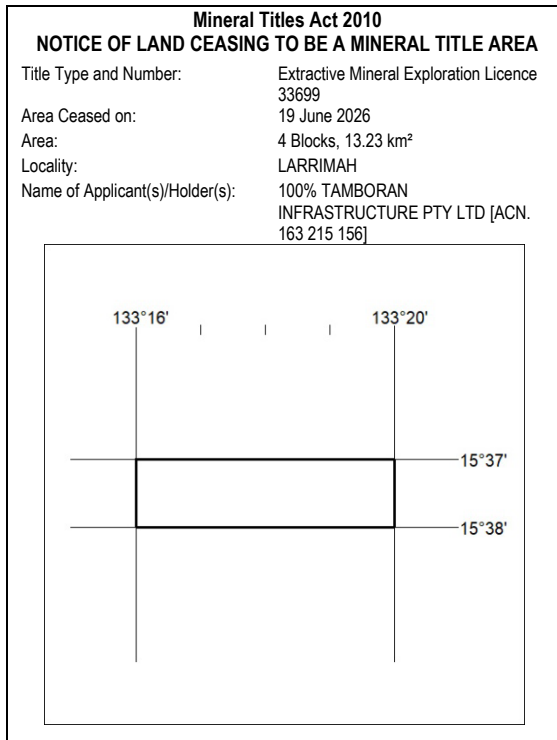 Mineral Titles Act 2010
NOTICE OF LAND CEASING TO BE A MINERAL TITLE AREA
Title Type and Number: Extractive Mineral Exploration Licence
33699
Area Ceased on: 19 June 2026
Area: 4 Blocks, 13.23 km²
Locality: LARRIMAH
Name of Applicant(s)/Holder(s): 100% TAMBORAN
INFRASTRUCTURE PTY LTD [ACN.
163 215 156]
133°16' 133°20'
15°37'
15°38'